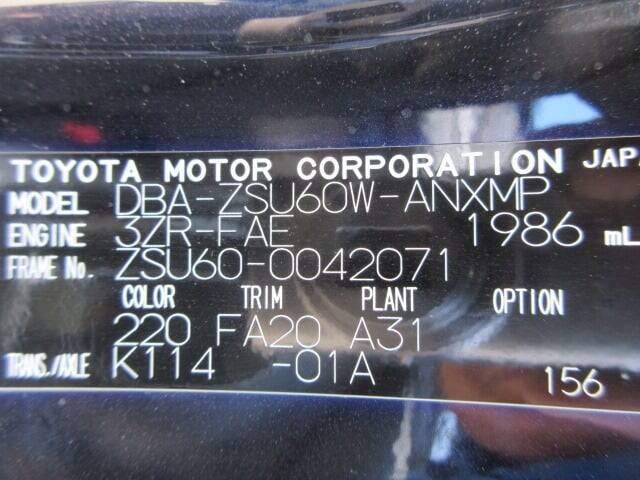 TOYOTA MOTOR CORPORATION JAPA
MODEL DBA-ZSU60W-ANXMP
ENGINE 3ZR-FAE 1986 mL
FRAME No. ZSU60-0042071
COLOR TRIM PLANT OPTION
220 FA20 A31
TRANS./AXLE K114 -01A 156